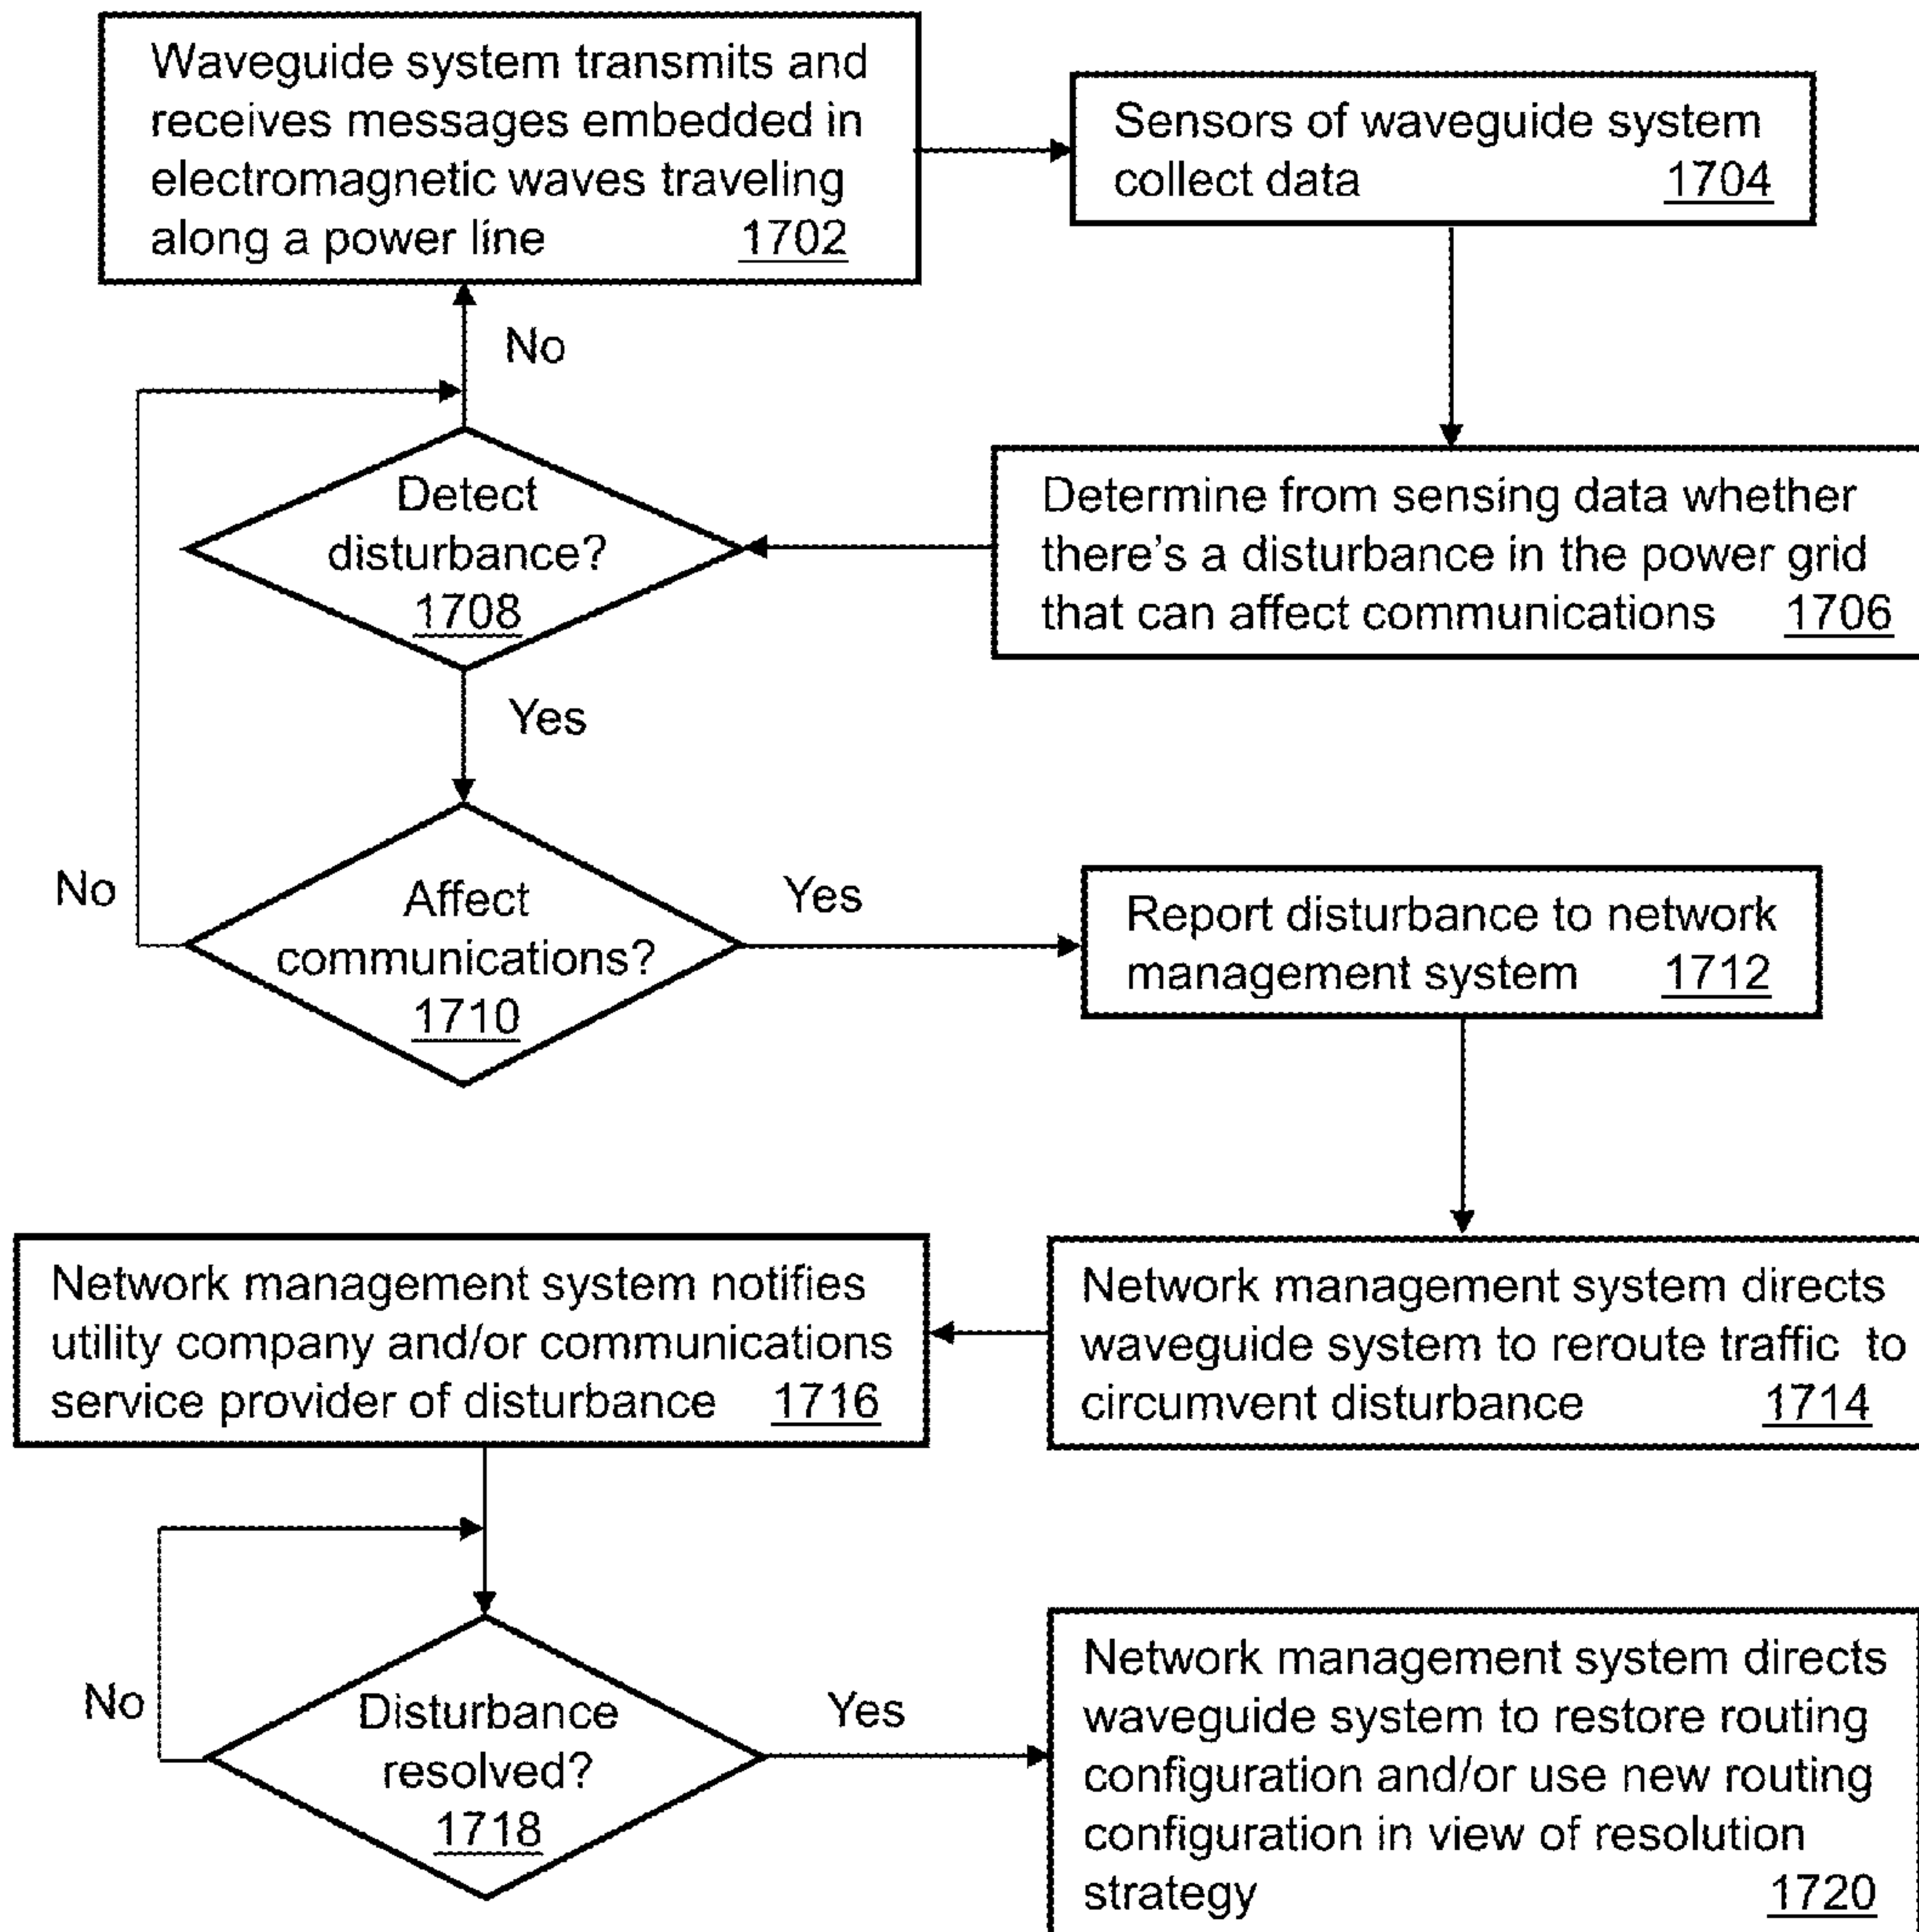 Waveguide system transmits and
receives messages embedded in
electromagnetic waves traveling
along a power line 1702
Sensors of waveguide system
collect data 1704
No
Detect
disturbance?
1708
Determine from sensing data whether
there's a disturbance in the power grid
that can affect communications 1706
Yes
No
Affect
communications?
1710
Yes
Report disturbance to network
management system 1712
Network management system directs
waveguide system to reroute traffic to
circumvent disturbance 1714
Network management system notifies
utility company and/or communications
service provider of disturbance 1716
No
Disturbance
resolved?
1718
Yes
Network management system directs
waveguide system to restore routing
configuration and/or use new routing
configuration in view of resolution
strategy 1720